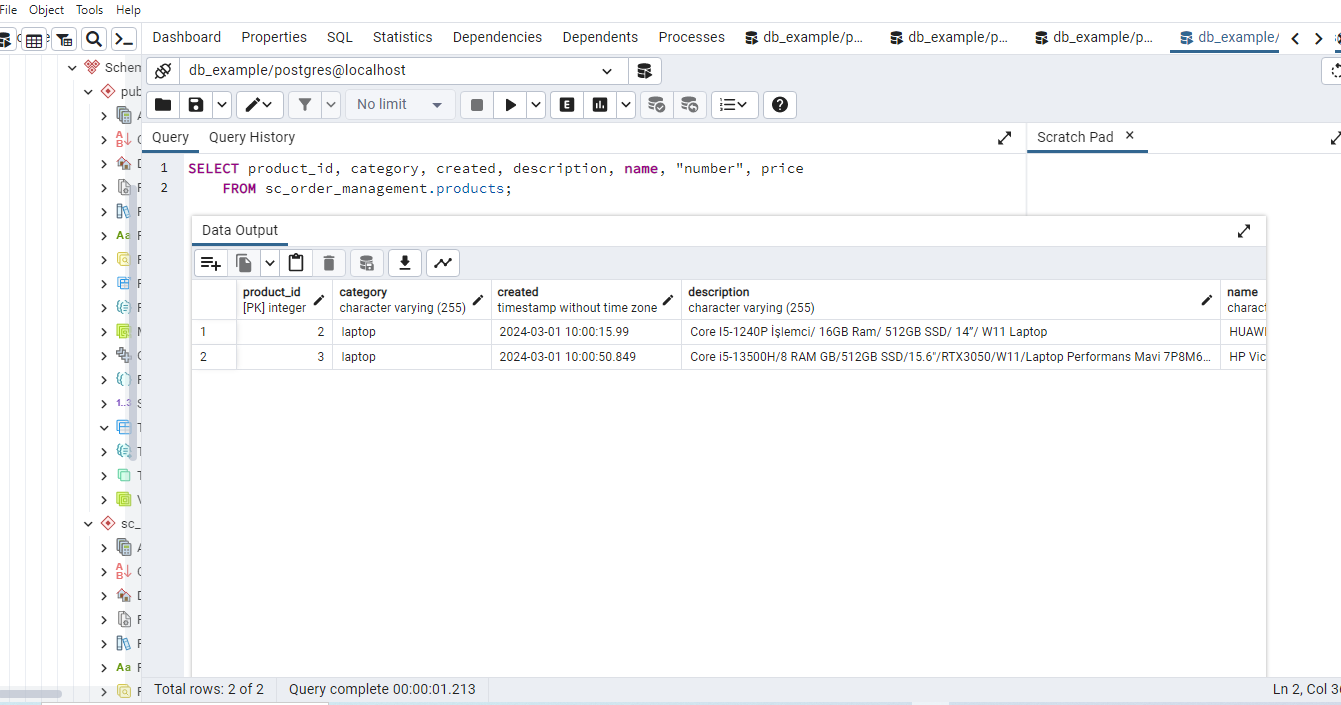 File Object Tools Help
Dashboard Properties SQL Statistics Dependencies Dependents Processes db_example/p... db_example/p... db_example/p... db_example/
Schem
db_example/postgres@localhost
pub
No limit
Query Query History Scratch Pad
1 SELECT product_id, category, created, description, name, "number", price
2 FROM sc_order_management.products;
Data Output
product_id category created description name
[PK] integer character varying (255) timestamp without time zone character varying (255) charact
1 2 laptop 2024-03-01 10:00:15.99 Core I5-1240P İşlemci/ 16GB Ram/ 512GB SSD/ 14”/ W11 Laptop HUAW
2 3 laptop 2024-03-01 10:00:50.849 Core i5-13500H/8 RAM GB/512GB SSD/15.6"/RTX3050/W11/Laptop Performans Mavi 7P8M6... HP Vic
1..3
sc_
Aa
Total rows: 2 of 2 Query complete 00:00:01.213 Ln 2, Col 3